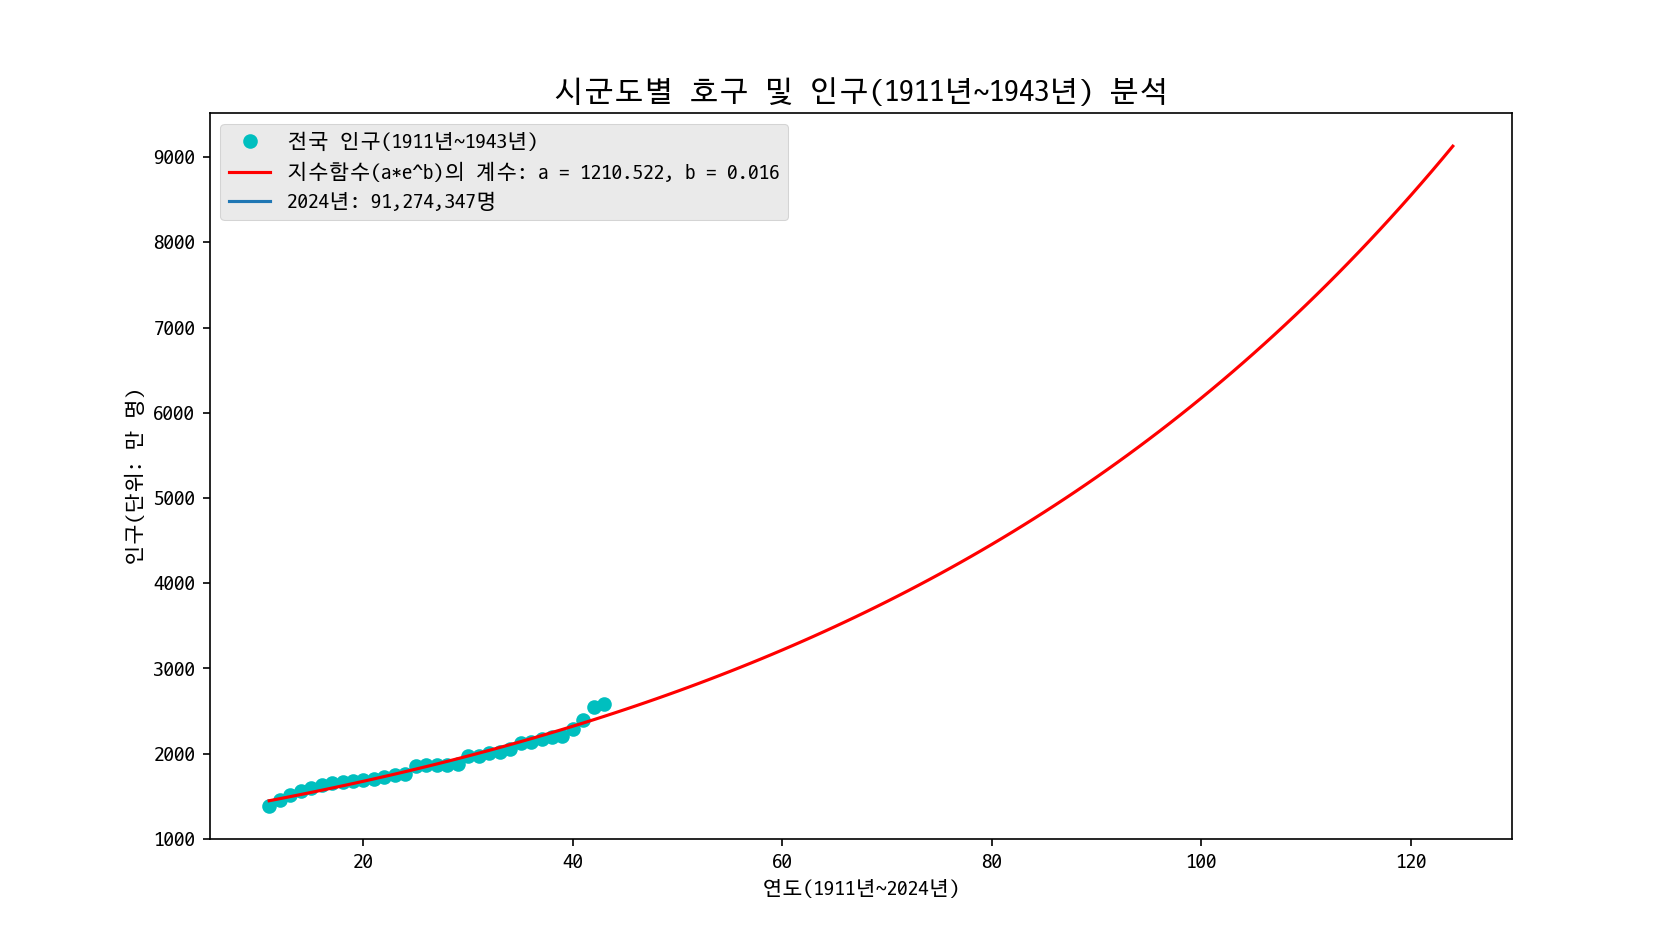 시군도별 호구 및 인구(1911년~1943년) 분석
전국 인구(1911년~1943년)
지수함수(a*e^b)의 계수: a = 1210.522, b = 0.016
2024년: 91,274,347명
9000
8000
7000
6000
5000
4000
3000
2000
1000
인구(단위: 만 명)
20 40 60 80 100 120
연도(1911년~2024년)